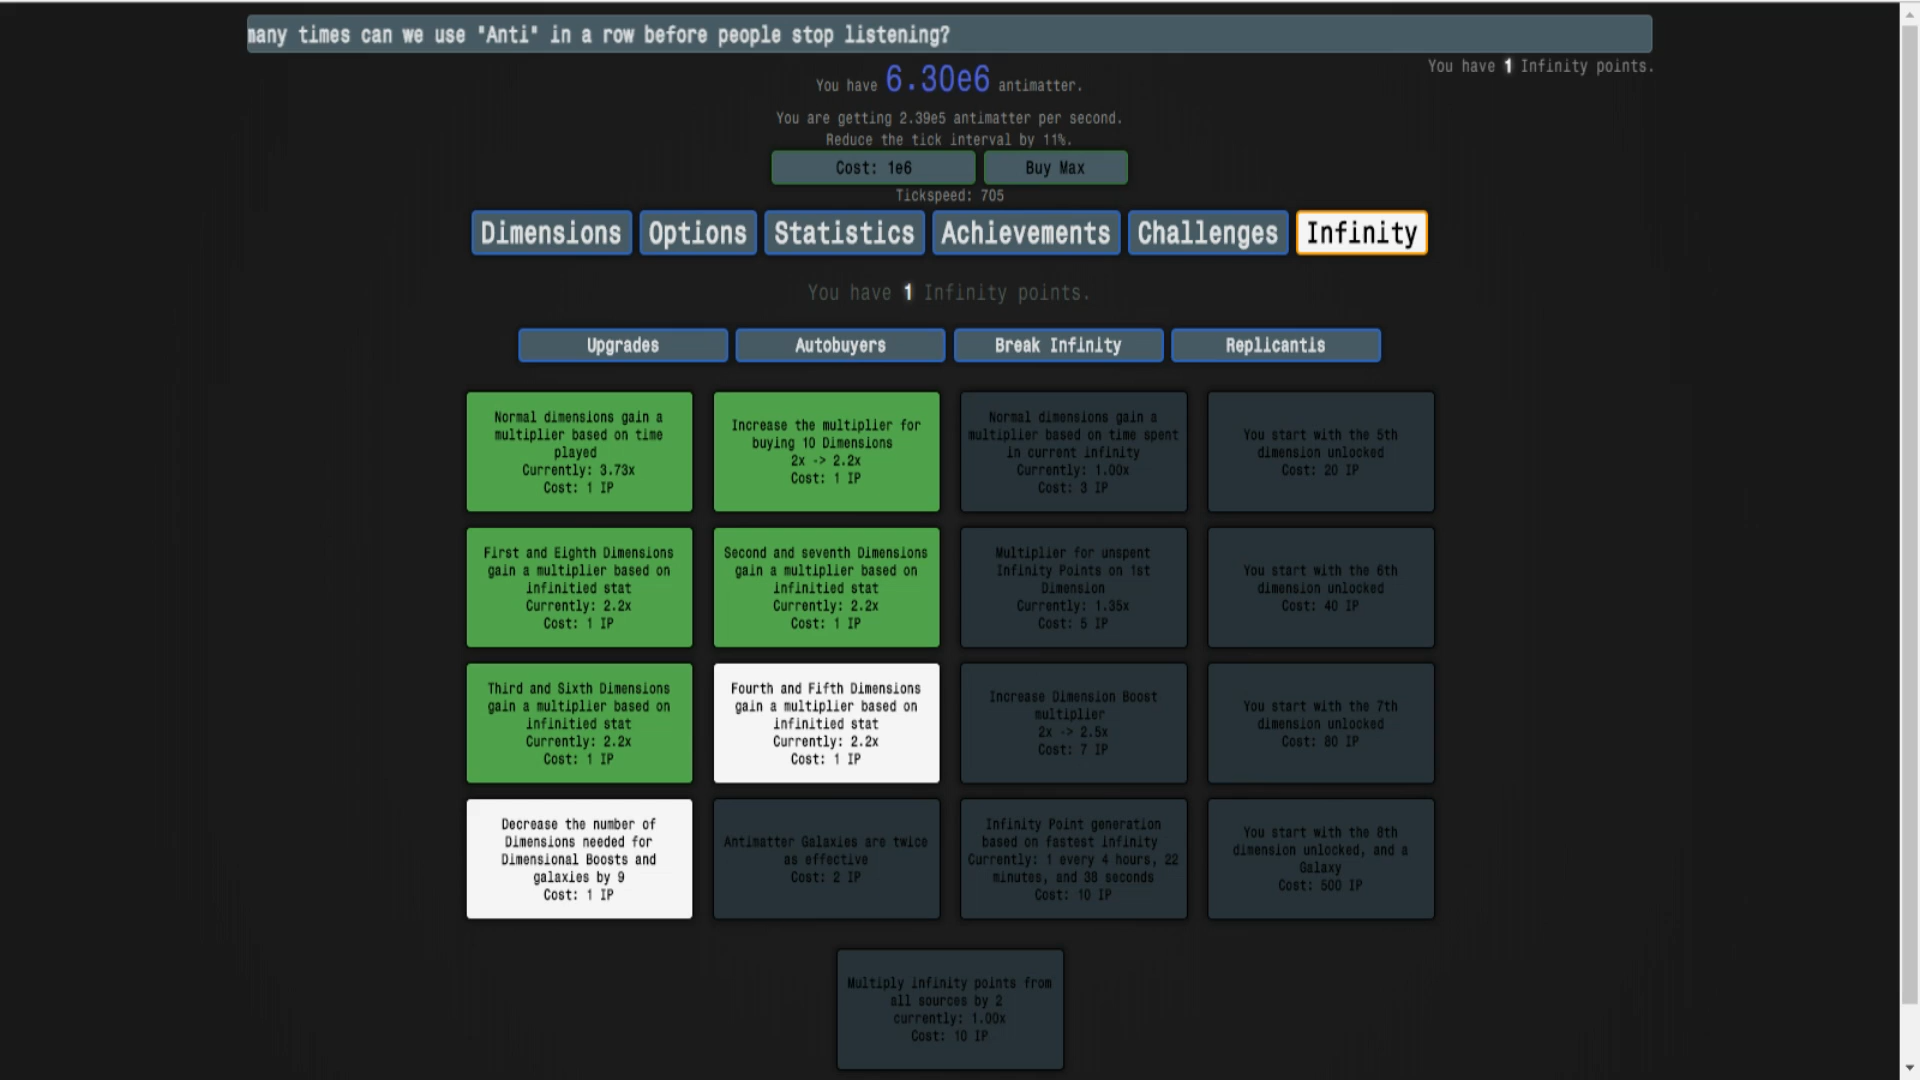 many times can we use "Anti" in a row before people stop listening?
You have 1 Infinity points.
You have 6.30e6 antimatter.
You are getting 2.39e5 antimatter per second.
Reduce the tick interval by 11%.
Cost: 1e6
Buy Max
Tickspeed: 705
Dimensions
Options
Statistics
Achievements
Challenges
Infinity
You have 1 Infinity points.
Upgrades
Autobuyers
Break Infinity
Replicantis
Normal dimensions gain a
multiplier based on time
played
Currently: 3.73x
Cost: 1 IP
Increase the multiplier for
buying 10 Dimensions
2x -> 2.2x
Cost: 1 IP
Normal dimensions gain a
multiplier based on time spent
in current infinity
Currently: 1.00x
Cost: 3 IP
You start with the 5th
dimension unlocked
Cost: 20 IP
First and Eighth Dimensions
gain a multiplier based on
infinitied stat
Currently: 2.2x
Cost: 1 IP
Second and seventh Dimensions
gain a multiplier based on
infinitied stat
Currently: 2.2x
Cost: 1 IP
Multiplier for unspent
Infinity Points on 1st
Dimension
Currently: 1.35x
Cost: 5 IP
You start with the 6th
dimension unlocked
Cost: 40 IP
Third and Sixth Dimensions
gain a multiplier based on
infinitied stat
Currently: 2.2x
Cost: 1 IP
Fourth and Fifth Dimensions
gain a multiplier based on
infinitied stat
Currently: 2.2x
Cost: 1 IP
Increase Dimension Boost
multiplier
2x -> 2.5x
Cost: 7 IP
You start with the 7th
dimension unlocked
Cost: 80 IP
Decrease the number of
Dimensions needed for
Dimensional Boosts and
galaxies by 9
Cost: 1 IP
Antimatter Galaxies are twice
as effective
Cost: 2 IP
Infinity Point generation
based on fastest infinity
Currently: 1 every 4 hours, 22
minutes, and 38 seconds
Cost: 10 IP
You start with the 8th
dimension unlocked, and a
Galaxy
Cost: 500 IP
Multiply infinity points from
all sources by 2
currently: 1.00x
Cost: 10 IP